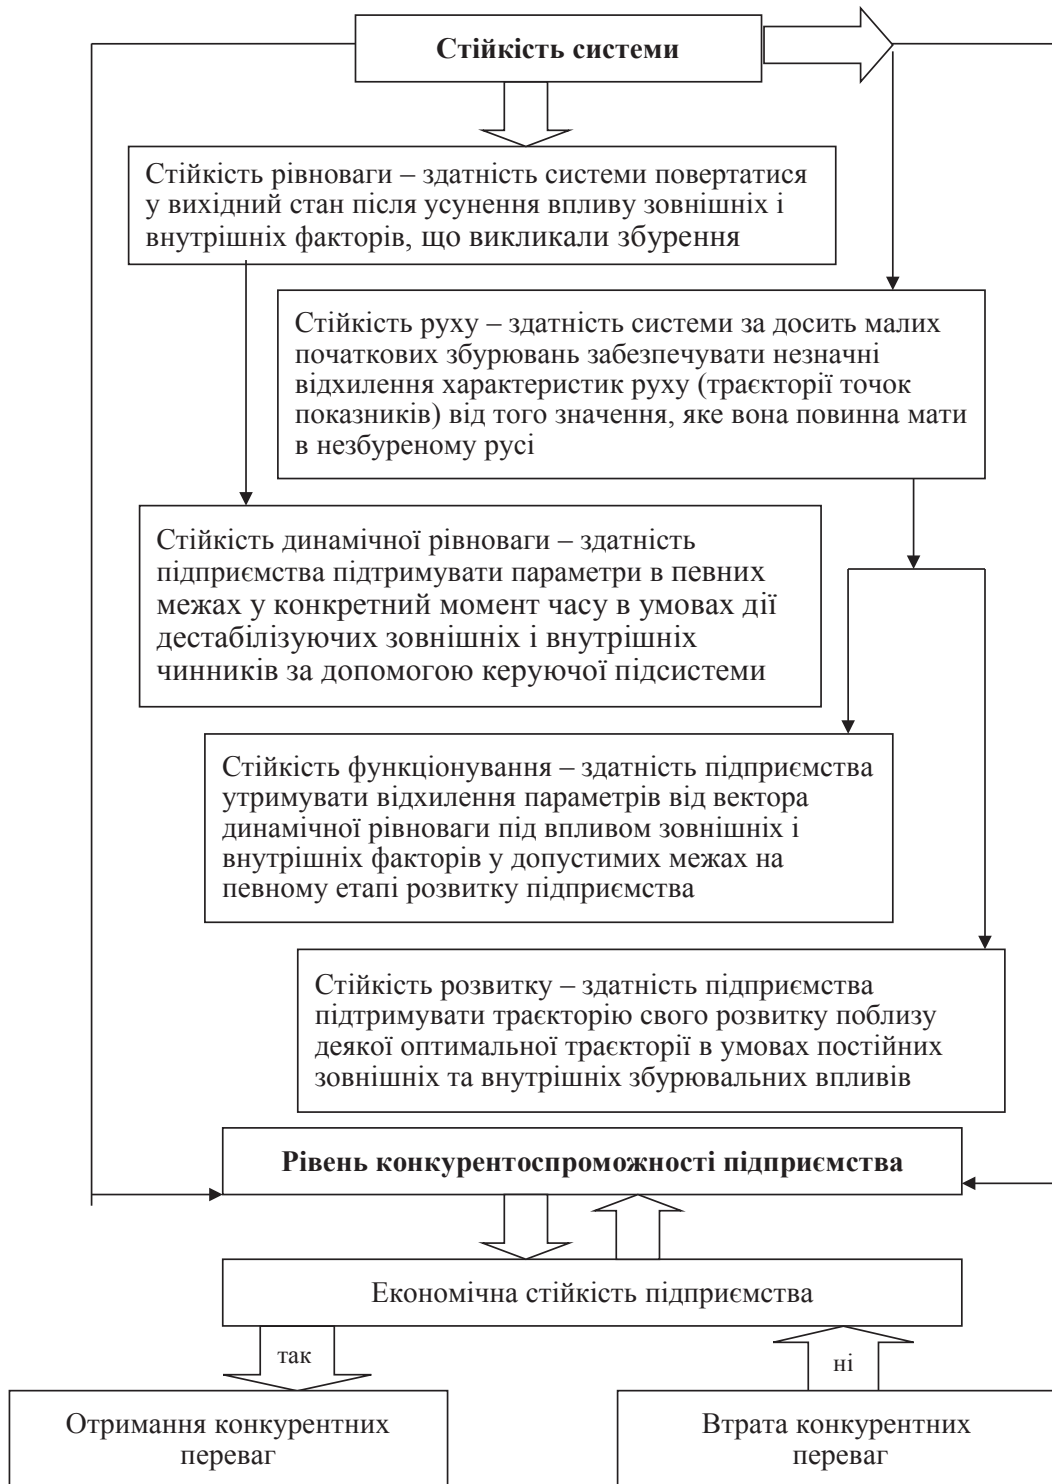 Стійкість системи
Стійкість рівноваги – здатність системи повертатися
у вихідний стан після усунення впливу зовнішніх і
внутрішніх факторів, що викликали збурення
Стійкість руху – здатність системи за досить малих
початкових збурювань забезпечувати незначні
відхилення характеристик руху (траєкторії точок
показників) від того значення, яке вона повинна мати
в незбуреному русі
Стійкість динамічної рівноваги – здатність
підприємства підтримувати параметри в певних
межах у конкретний момент часу в умовах дії
дестабілізуючих зовнішніх і внутрішніх
чинників за допомогою керуючої підсистеми
Стійкість функціонування – здатність підприємства
утримувати відхилення параметрів від вектора
динамічної рівноваги під впливом зовнішніх і
внутрішніх факторів у допустимих межах на
певному етапі розвитку підприємства
Стійкість розвитку – здатність підприємства
підтримувати траєкторію свого розвитку поблизу
деякої оптимальної траєкторії в умовах постійних
зовнішніх та внутрішніх збурювальних впливів
Рівень конкурентоспроможності підприємства
Економічна стійкість підприємства
так
ні
Отримання конкурентних
переваг
Втрата конкурентних
переваг